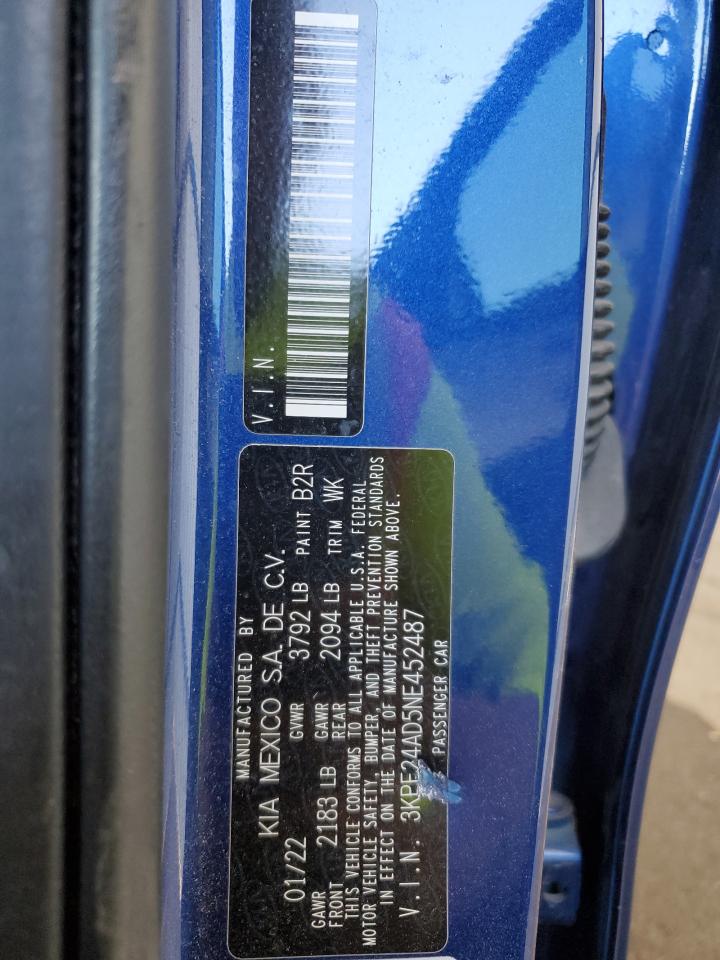 MANUFACTURED BY
KIA MEXICO S.A. DE C.V.
01/22 GVWR 3792 LB PAINT B2R
GAWR FRONT 2183 LB GAWR REAR 2094 LB TRIM WK
THIS VEHICLE CONFORMS TO ALL APPLICABLE U.S.A. FEDERAL
MOTOR VEHICLE SAFETY, BUMPER, AND THEFT PREVENTION STANDARDS
IN EFFECT ON THE DATE OF MANUFACTURE SHOWN ABOVE.
V.I.N. 3KPF24AD5NE452487
PASSENGER CAR
V.I.N.